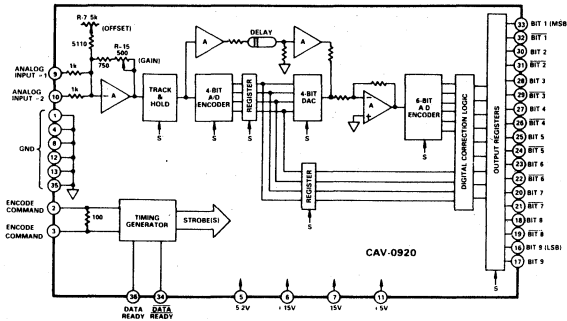 R-7 5k
(OFFSET)
5110
R-15
500
(GAIN)
750
ANALOG
INPUT -1
9
1k
ANALOG
INPUT -2
10
1k
A
TRACK
&
HOLD
S
4-BIT
A/D
ENCODER
S
REGISTER
S
A
DELAY
A
4-BIT
DAC
S
A
6-BIT
A/D
ENCODER
S
DIGITAL CORRECTION LOGIC
OUTPUT REGISTERS
S
REGISTER
S
GND
1
4
8
12
13
35
ENCODE
COMMAND
2
100
ENCODE
COMMAND
3
TIMING
GENERATOR
STROBE(S)
CAV-0920
36
DATA
READY
34
DATA
READY
5
5 2V
6
15V
7
15V
11
5V
33 BIT 1 (MSB
32 BIT 1
30 BIT 2
31 BIT 2
28 BIT 3
29 BIT 3
27 BIT 4
26 BIT 4
25 BIT 5
24 BIT 5
23 BIT 6
22 BIT 6
20 BIT 7
21 BIT 7
18 BIT 8
19 BIT 8
16 BIT 9 (LSB)
17 BIT 9